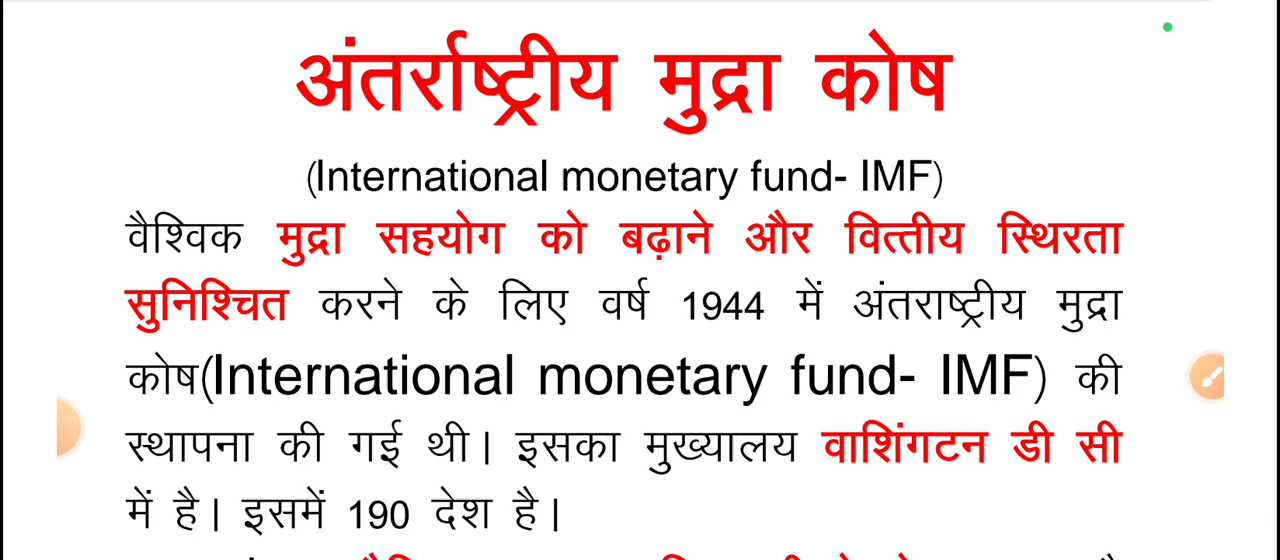 अंतर्राष्ट्रीय मुद्रा कोष
(International monetary fund- IMF)
वैश्विक मुद्रा सहयोग को बढ़ाने और वित्तीय स्थिरता
सुनिश्चित करने के लिए वर्ष 1944 में अंतराष्ट्रीय मुद्रा
कोष(International monetary fund- IMF) की
स्थापना की गई थी| इसका मुख्यालय वाशिंगटन डी सी
में है| इसमें 190 देश है|